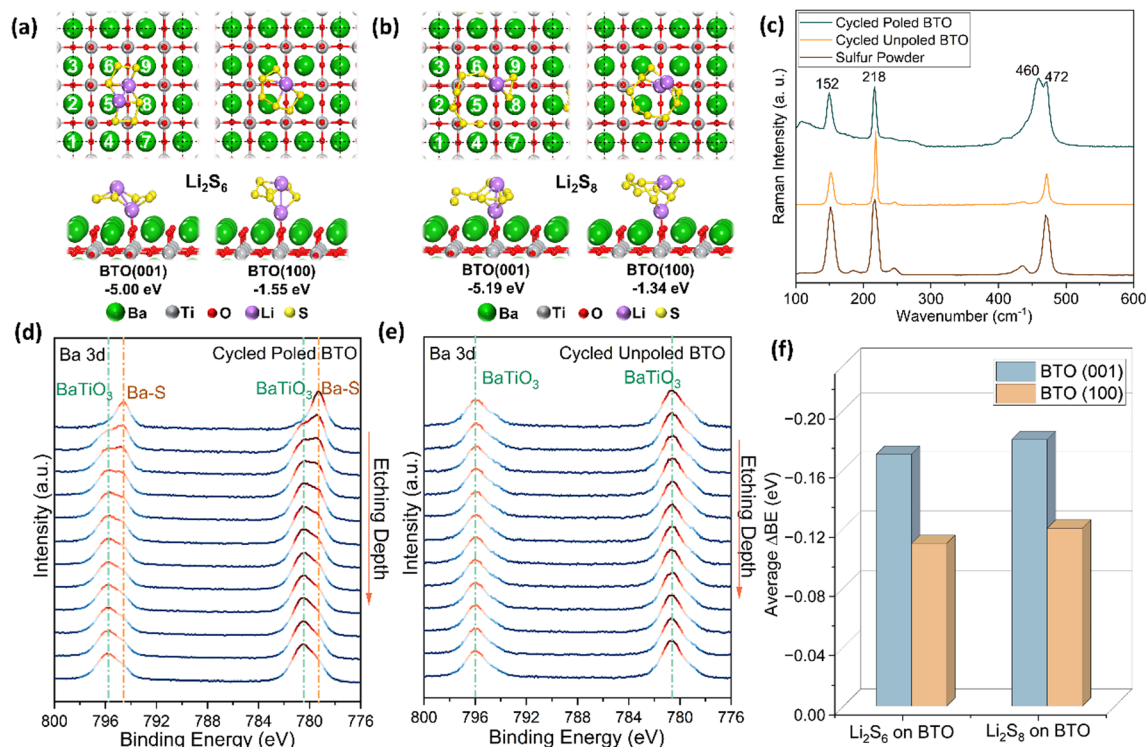 (a)
3 6 9
2 5 8
1 4 7
Li₂S₆
BTO(001)
-5.00 eV
BTO(100)
-1.55 eV
Ba Ti O Li S
(b)
3 6 9
2 5 8
1 4 7
Li₂S₈
BTO(001)
-5.19 eV
BTO(100)
-1.34 eV
Ba Ti O Li S
(c)
Cycled Poled BTO
Cycled Unpoled BTO
Sulfur Powder
152
218
460
472
Raman Intensity (a. u.)
100 200 300 400 500 600
Wavenumber (cm⁻¹)
(d)
Ba 3d
Cycled Poled BTO
BaTiO₃
Ba-S
BaTiO₃
Ba-S
Etching Depth
Intensity (a.u.)
800 796 792 788 784 780 776
Binding Energy (eV)
(e)
Ba 3d
Cycled Unpoled BTO
BaTiO₃
BaTiO₃
Etching Depth
Intensity (a.u.)
800 796 792 788 784 780 776
Binding Energy (eV)
(f)
BTO (001)
BTO (100)
Average ΔBE (eV)
−0.20
−0.16
−0.12
−0.08
−0.04
0.00
Li₂S₆ on BTO
Li₂S₈ on BTO